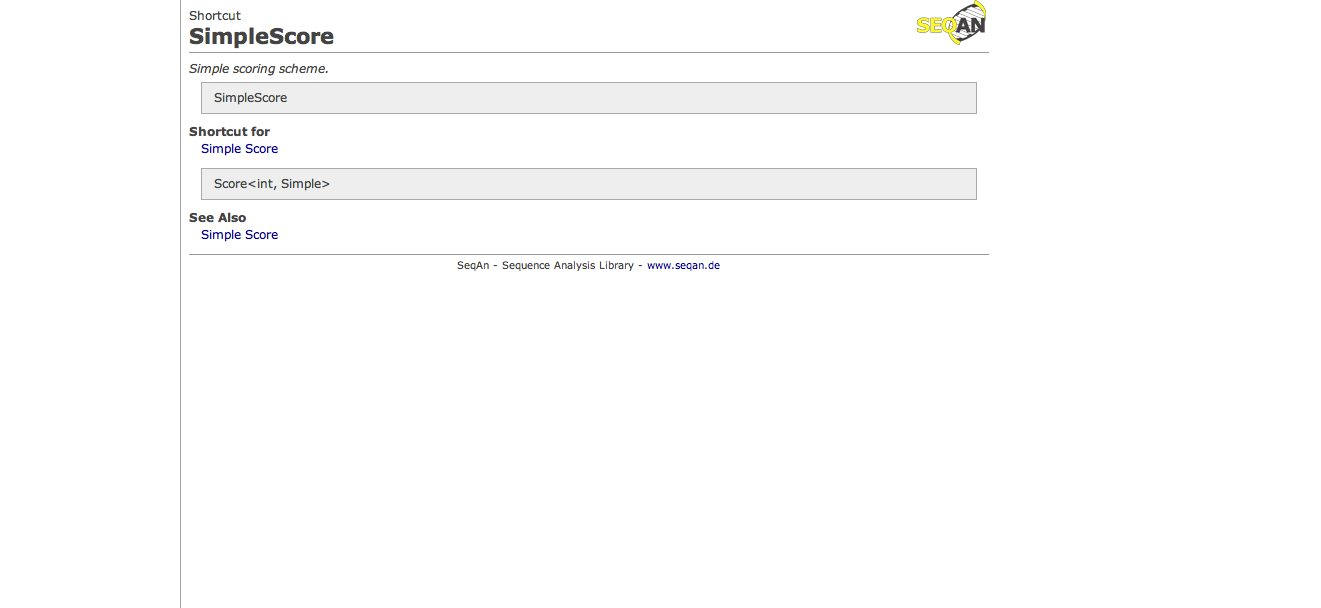 Shortcut
SimpleScore
SEQAN
Simple scoring scheme.
SimpleScore
Shortcut for
Simple Score
Score<int, Simple>
See Also
Simple Score
SeqAn - Sequence Analysis Library - www.seqan.de